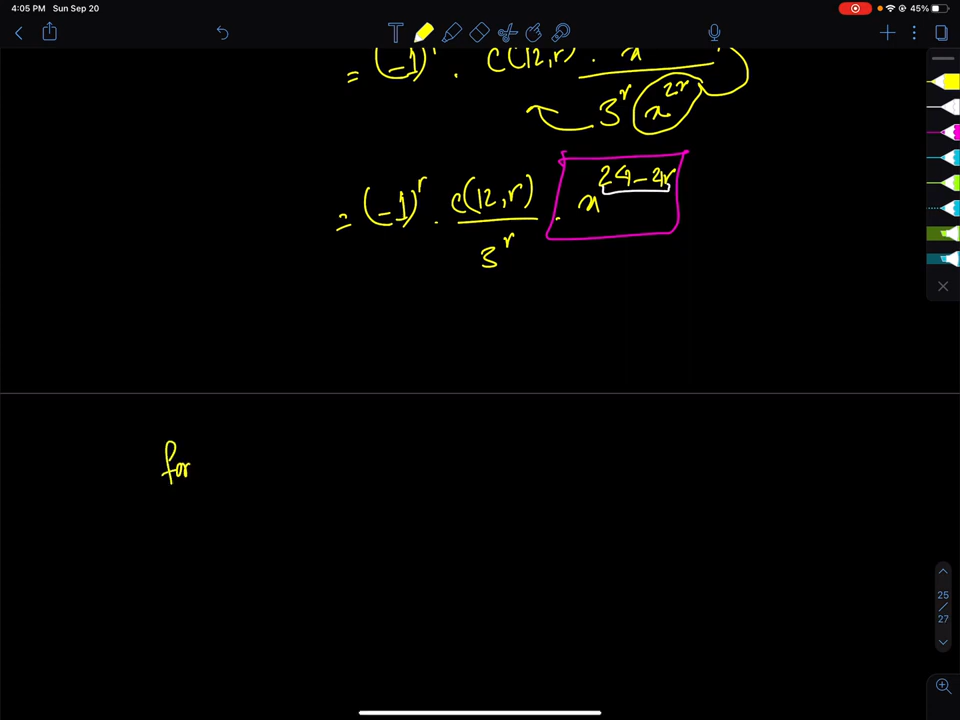 4:05 PM Sun Sep 20 45%
= (-1)^r · C(12,r) · x
3^r x^2r
= (-1)^r · C(12,r) / 3^r · x^24-4r
for
25
/
27
T